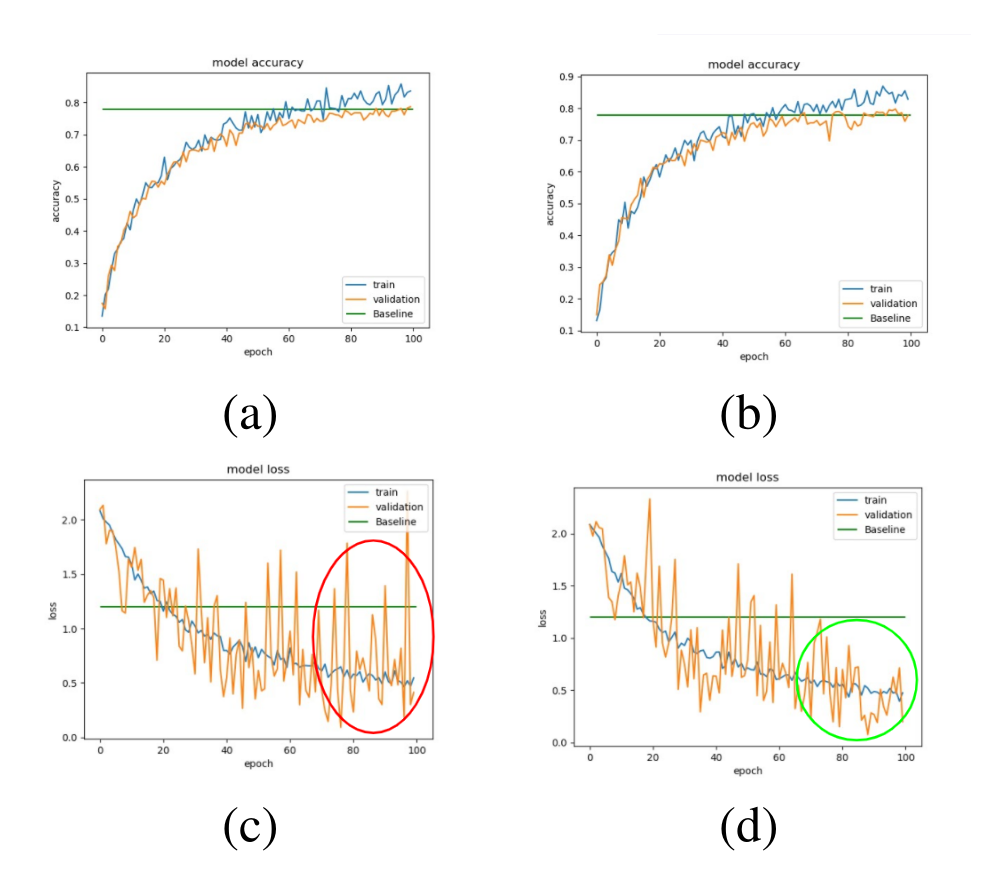 model accuracy
0.8
0.7
0.6
0.5
0.4
0.3
0.2
0.1
accuracy
0 20 40 60 80 100
epoch
train
validation
Baseline
(a)
model accuracy
0.9
0.8
0.7
0.6
0.5
0.4
0.3
0.2
0.1
accuracy
0 20 40 60 80 100
epoch
train
validation
Baseline
(b)
model loss
2.0
1.5
1.0
0.5
0.0
loss
0 20 40 60 80 100
epoch
train
validation
Baseline
(c)
model loss
2.0
1.5
1.0
0.5
0.0
loss
0 20 40 60 80 100
epoch
train
validation
Baseline
(d)